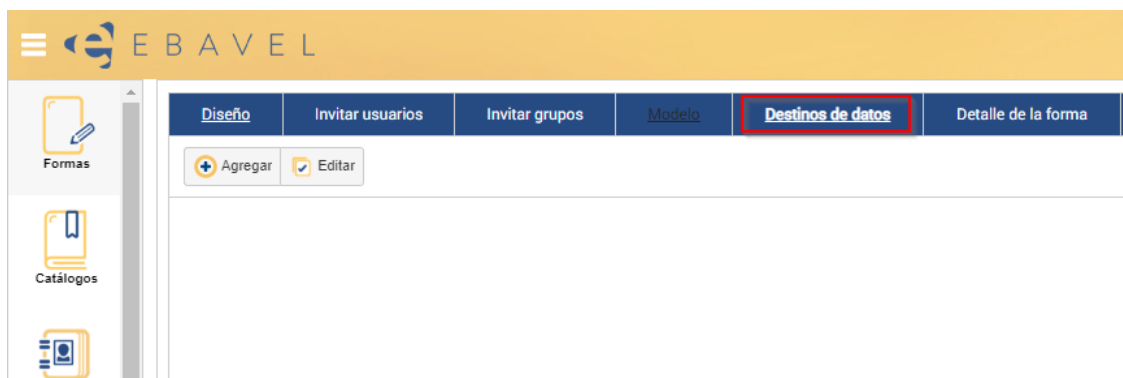 EBAVEL
Diseño Invitar usuarios Invitar grupos Modelo Destinos de datos Detalle de la forma
Agregar Editar
Formas
Catálogos